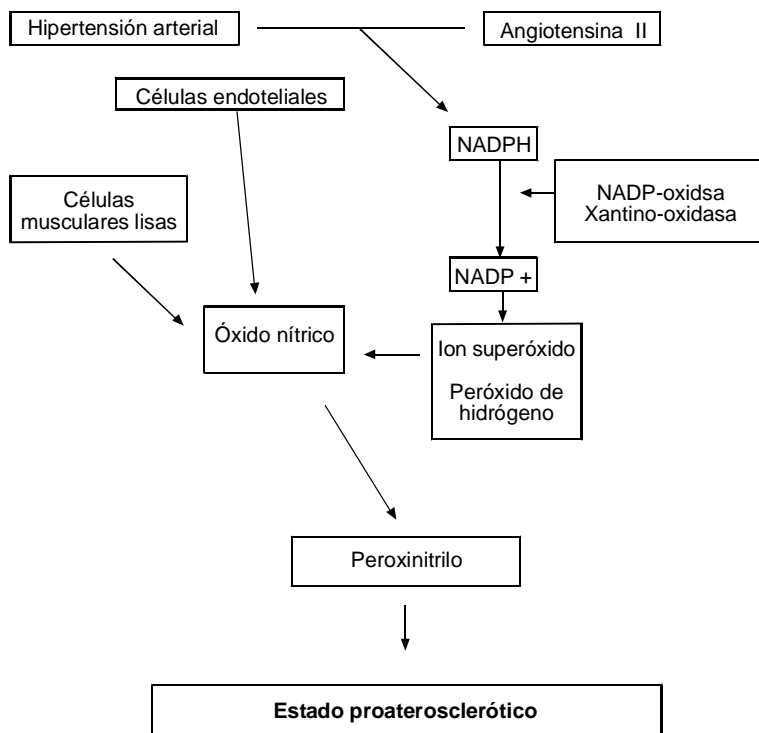 Hipertensión arterial
Angiotensina II
Células endoteliales
NADPH
Células
musculares lisas
NADP-oxidsa
Xantino-oxidasa
NADP +
Óxido nítrico
Ion superóxido
Peróxido de
hidrógeno
Peroxinitrilo
Estado proaterosclerótico